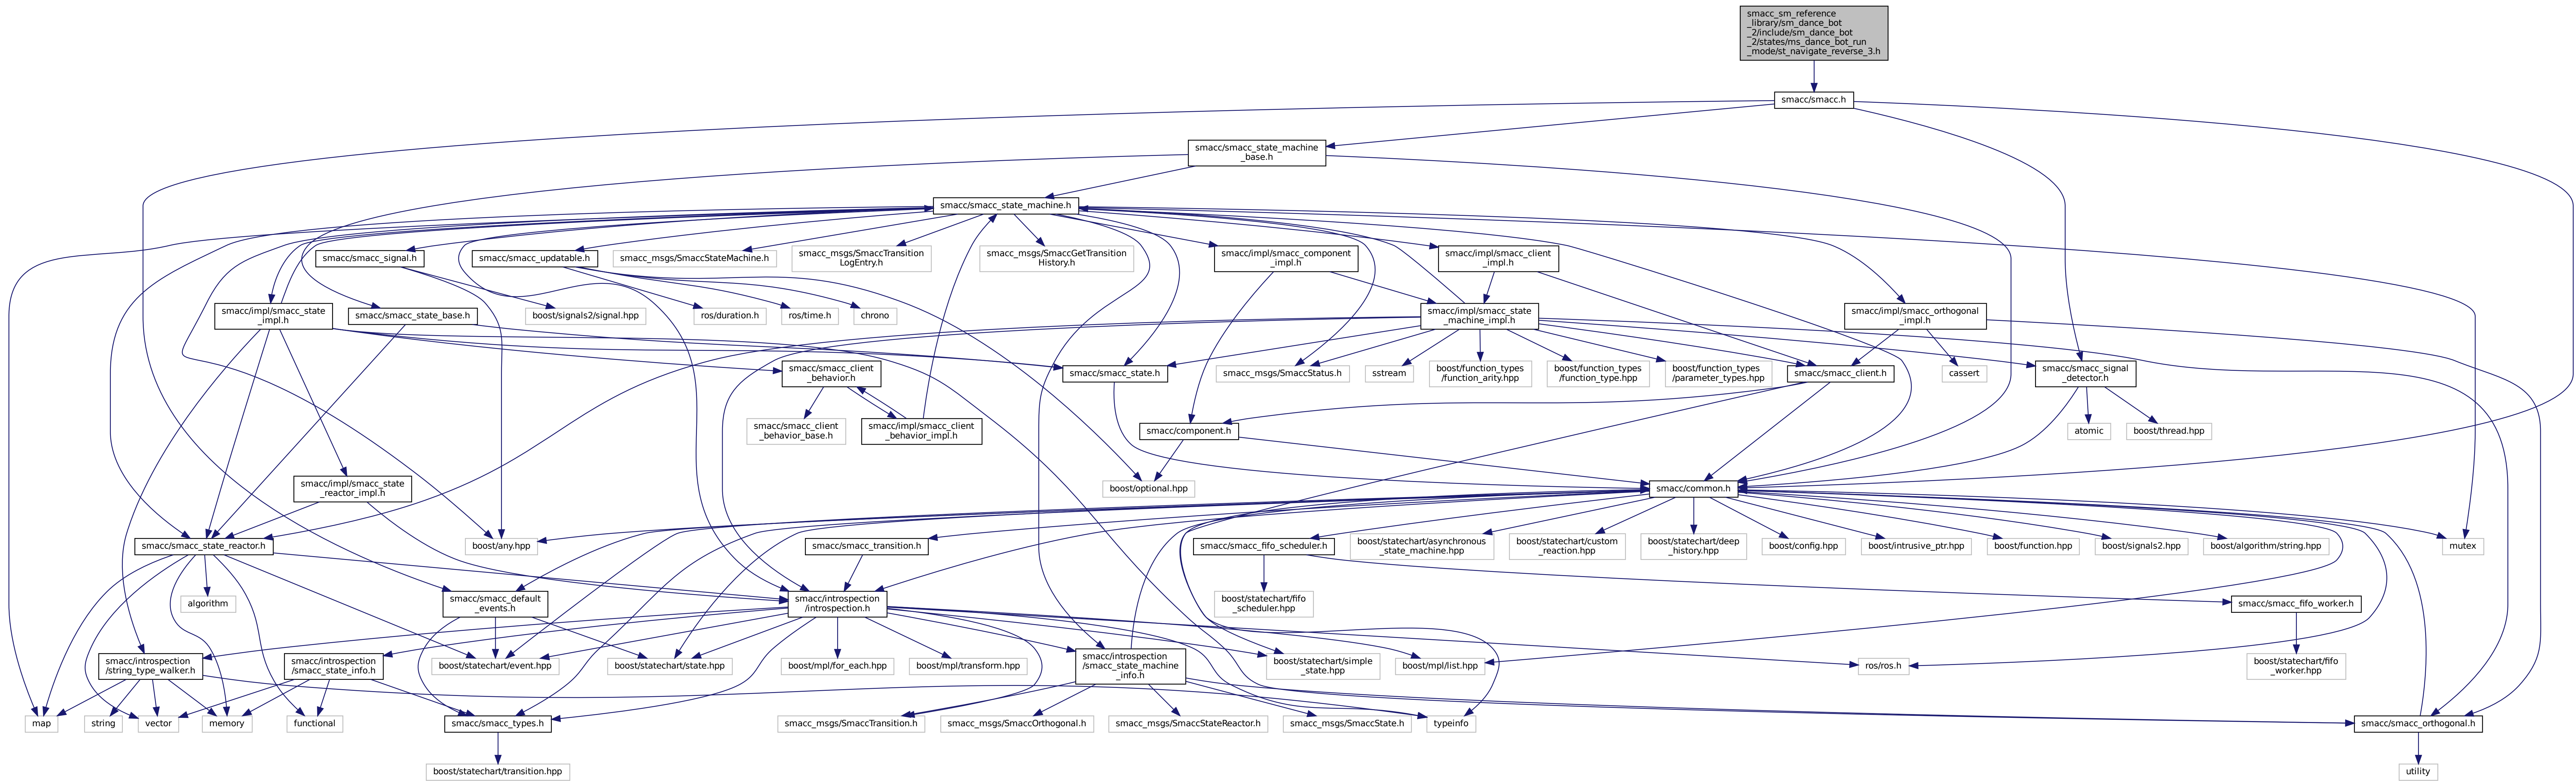 smacc_sm_reference
_library/sm_dance_bot
_2/include/sm_dance_bot
_2/states/ms_dance_bot_run
_mode/st_navigate_reverse_3.h
smacc/smacc.h
smacc/smacc_state_machine
_base.h
smacc/smacc_state_machine.h
smacc/smacc_signal.h
smacc/smacc_updatable.h
smacc_msgs/SmaccStateMachine.h
smacc_msgs/SmaccTransition
LogEntry.h
smacc_msgs/SmaccGetTransition
History.h
smacc/impl/smacc_component
_impl.h
smacc/impl/smacc_client
_impl.h
smacc/impl/smacc_state
_impl.h
smacc/smacc_state_base.h
boost/signals2/signal.hpp
ros/duration.h
ros/time.h
chrono
smacc/impl/smacc_state
_machine_impl.h
smacc/impl/smacc_orthogonal
_impl.h
smacc/smacc_client
_behavior.h
smacc/smacc_state.h
smacc_msgs/SmaccStatus.h
sstream
boost/function_types
/function_arity.hpp
boost/function_types
/function_type.hpp
boost/function_types
/parameter_types.hpp
smacc/smacc_client.h
cassert
smacc/smacc_signal
_detector.h
smacc/smacc_client
_behavior_base.h
smacc/impl/smacc_client
_behavior_impl.h
smacc/component.h
atomic
boost/thread.hpp
smacc/impl/smacc_state
_reactor_impl.h
boost/optional.hpp
smacc/common.h
smacc/smacc_state_reactor.h
boost/any.hpp
smacc/smacc_transition.h
smacc/smacc_fifo_scheduler.h
boost/statechart/asynchronous
_state_machine.hpp
boost/statechart/custom
_reaction.hpp
boost/statechart/deep
_history.hpp
boost/config.hpp
boost/intrusive_ptr.hpp
boost/function.hpp
boost/signals2.hpp
boost/algorithm/string.hpp
mutex
algorithm
smacc/smacc_default
_events.h
smacc/introspection
/introspection.h
boost/statechart/fifo
_scheduler.hpp
smacc/smacc_fifo_worker.h
smacc/introspection
/string_type_walker.h
smacc/introspection
/smacc_state_info.h
boost/statechart/event.hpp
boost/statechart/state.hpp
boost/mpl/for_each.hpp
boost/mpl/transform.hpp
smacc/introspection
/smacc_state_machine
_info.h
boost/statechart/simple
_state.hpp
boost/mpl/list.hpp
ros/ros.h
boost/statechart/fifo
_worker.hpp
map
string
vector
memory
functional
smacc/smacc_types.h
smacc_msgs/SmaccTransition.h
smacc_msgs/SmaccOrthogonal.h
smacc_msgs/SmaccStateReactor.h
smacc_msgs/SmaccState.h
typeinfo
smacc/smacc_orthogonal.h
boost/statechart/transition.hpp
utility